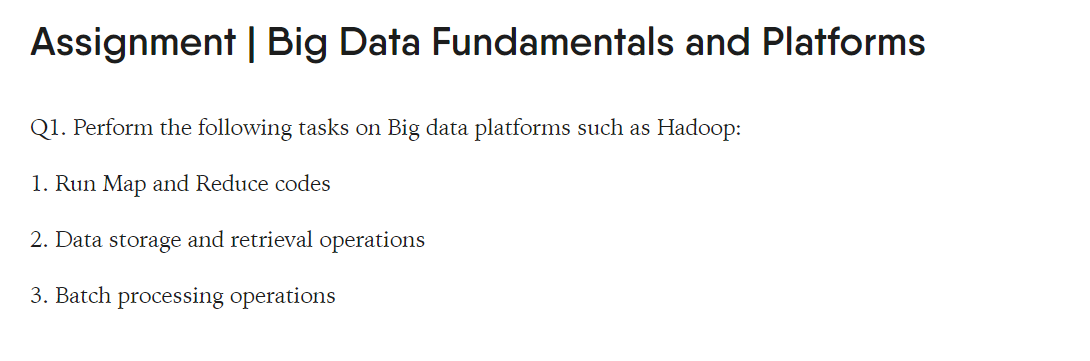 Assignment | Big Data Fundamentals and Platforms
Q1. Perform the following tasks on Big data platforms such as Hadoop:
1. Run Map and Reduce codes
2. Data storage and retrieval operations
3. Batch processing operations